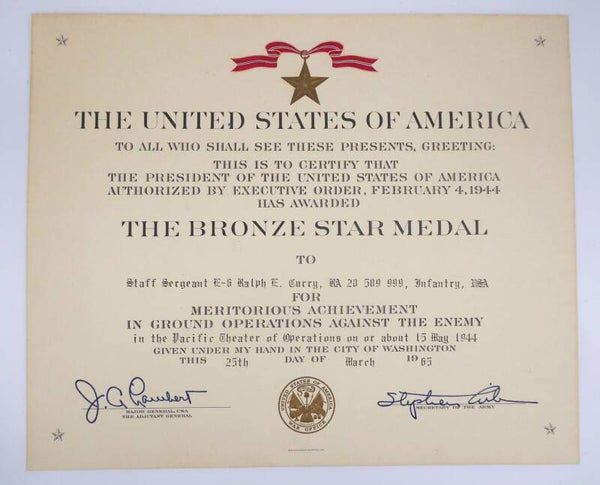 THE UNITED STATES OF AMERICA
TO ALL WHO SHALL SEE THESE PRESENTS, GREETING:
THIS IS TO CERTIFY THAT
THE PRESIDENT OF THE UNITED STATES OF AMERICA
AUTHORIZED BY EXECUTIVE ORDER, FEBRUARY 4, 1944
HAS AWARDED
THE BRONZE STAR MEDAL
TO
Staff Sergeant E-6 Ralph E. Curry, RA 20 509 999, Infantry, USA
FOR
MERITORIOUS ACHIEVEMENT
IN GROUND OPERATIONS AGAINST THE ENEMY
in the Pacific Theater of Operations on or about 15 May 1944
GIVEN UNDER MY HAND IN THE CITY OF WASHINGTON
THIS 25th DAY OF March 1965
J. C. Lambert
MAJOR GENERAL, USA
THE ADJUTANT GENERAL
UNITED STATES OF AMERICA
WAR OFFICE
Stephen Ailes
SECRETARY OF THE ARMY